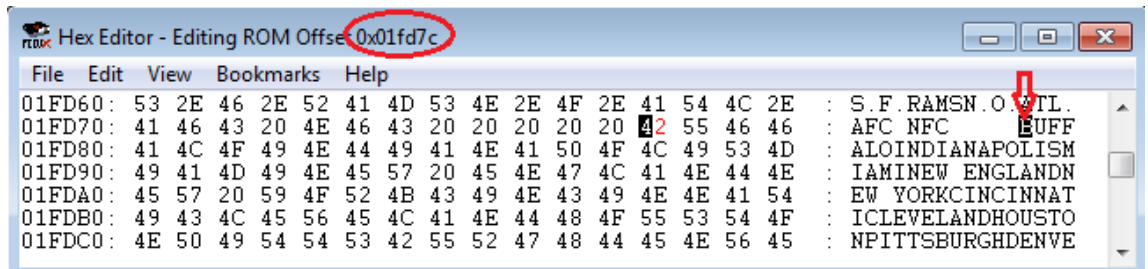 Hex Editor - Editing ROM Offset 0x01fd7c
File Edit View Bookmarks Help
01FD60: 53 2E 46 2E 52 41 4D 53 4E 2E 4F 2E 41 54 4C 2E : S.F.RAMSN.O.ATL.
01FD70: 41 46 43 20 4E 46 43 20 20 20 20 20 42 55 46 46 : AFC NFC     BUFF
01FD80: 41 4C 4F 49 4E 44 49 41 4E 41 50 4F 4C 49 53 4D : ALOINDIANAPOLISM
01FD90: 49 41 4D 49 4E 45 57 20 45 4E 47 4C 41 4E 44 4E : IAMINEW ENGLANDN
01FDA0: 45 57 20 59 4F 52 4B 43 49 4E 43 49 4E 4E 41 54 : EW YORKCINCINNAT
01FDB0: 49 43 4C 45 56 45 4C 41 4E 44 48 4F 55 53 54 4F : ICLEVELANDHOUSTO
01FDC0: 4E 50 49 54 54 53 42 55 52 47 48 44 45 4E 56 45 : NPITTSBURGHDENVE